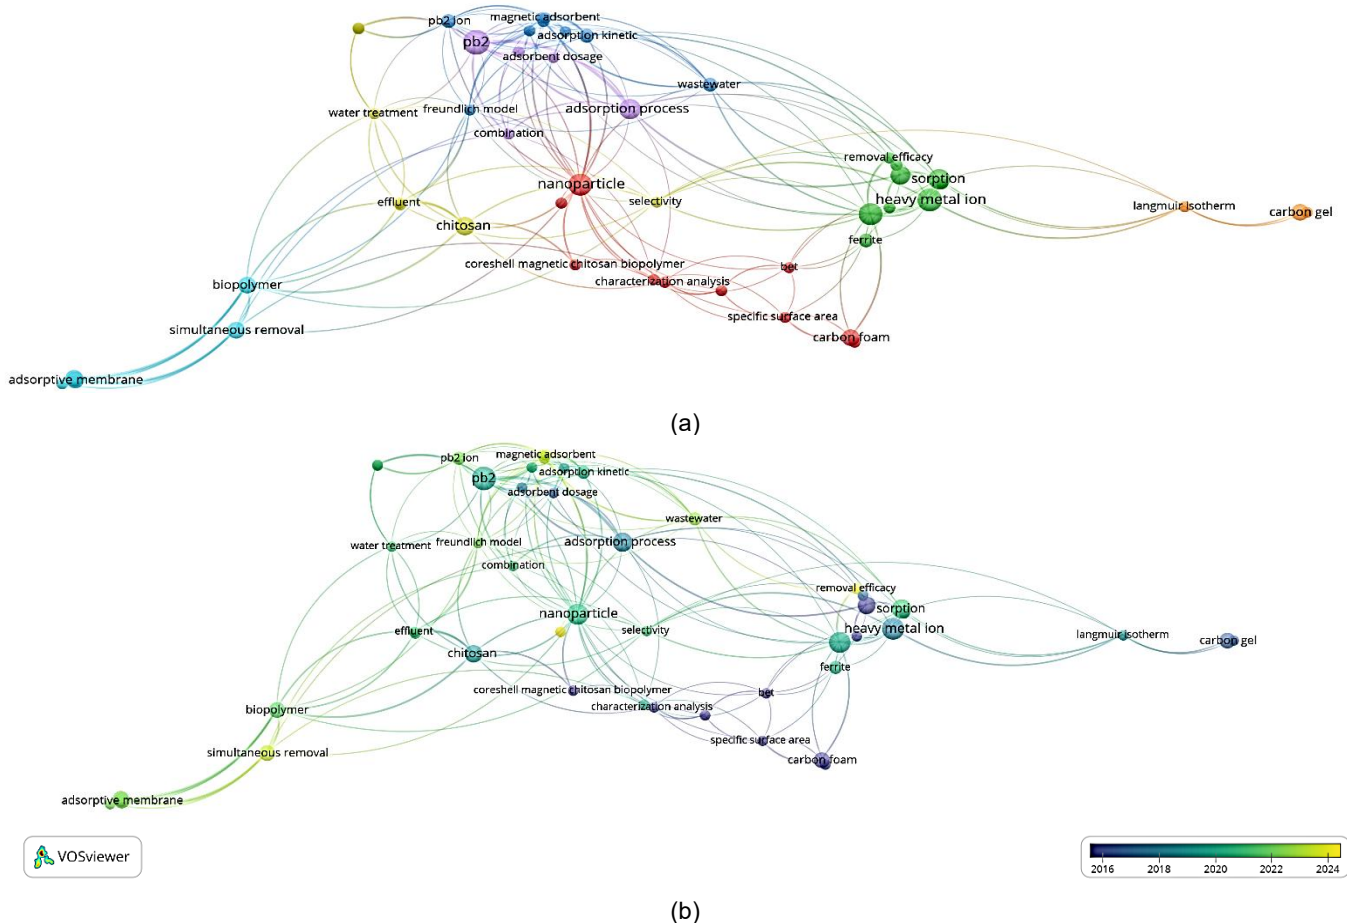 magnetic adsorbent
pb2 ion
adsorption kinetic
pb2
adsorbent dosage
wastewater
water treatment
freundlich model
adsorption process
combination
removal efficacy
nanoparticle
sorption
effluent
selectivity
heavy metal ion
langmuir isotherm
carbon gel
chitosan
ferrite
coreshell magnetic chitosan biopolymer
bet
characterization analysis
biopolymer
specific surface area
simultaneous removal
carbon foam
adsorptive membrane
(a)
magnetic adsorbent
pb2 ion
adsorption kinetic
pb2
adsorbent dosage
wastewater
water treatment
freundlich model
adsorption process
combination
removal efficacy
nanoparticle
sorption
effluent
selectivity
heavy metal ion
langmuir isotherm
carbon gel
chitosan
ferrite
coreshell magnetic chitosan biopolymer
bet
characterization analysis
biopolymer
specific surface area
simultaneous removal
carbon foam
adsorptive membrane
VOSviewer
2016 2018 2020 2022 2024
(b)